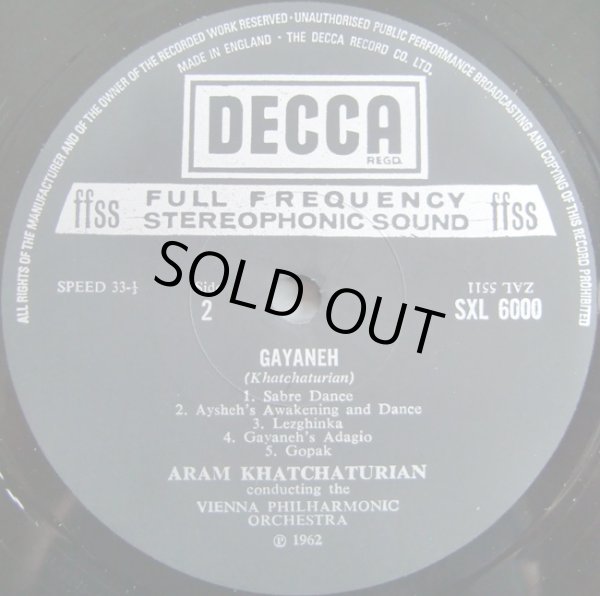 ALL RIGHTS OF THE MANUFACTURER AND OF THE OWNER OF THE RECORDED WORK RESERVED · UNAUTHORISED PUBLIC PERFORMANCE BROADCASTING AND COPYING OF THIS RECORD PROHIBITED
MADE IN ENGLAND · THE DECCA RECORD CO. LTD.
DECCA
REGD.
ffss FULL FREQUENCY STEREOPHONIC SOUND ffss
SPEED 33-⅓
2
ZAL 5511
SXL 6000
SOLD OUT
GAYANEH
(Khatchaturian)
1. Sabre Dance
2. Aysheh's Awakening and Dance
3. Lezghinka
4. Gayaneh's Adagio
5. Gopak
ARAM KHATCHATURIAN
conducting the
VIENNA PHILHARMONIC
ORCHESTRA
℗ 1962